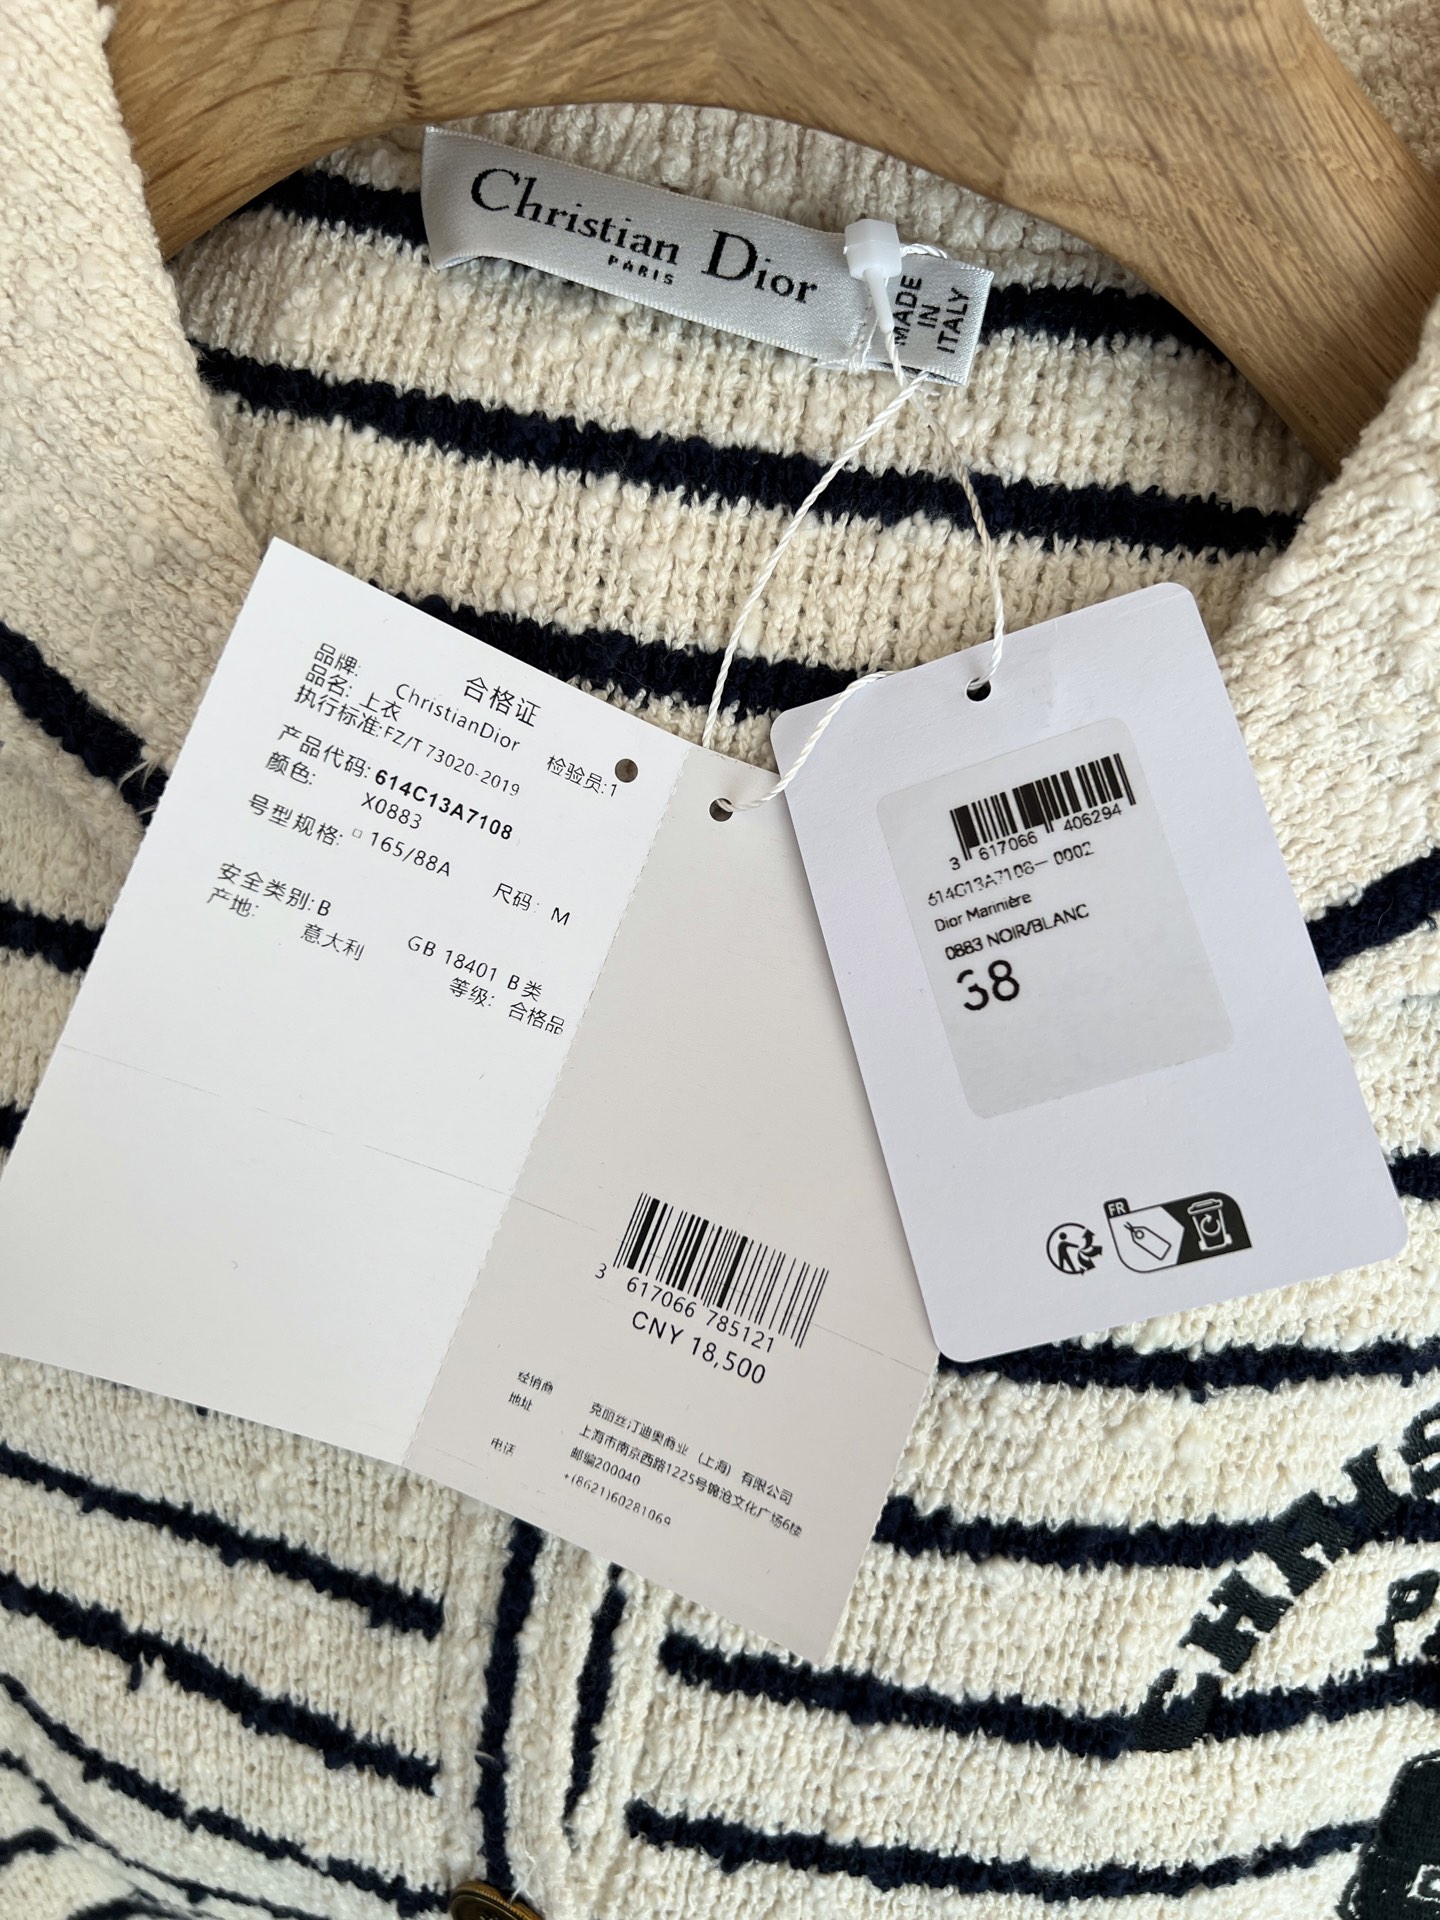 Christian Dior
PARIS
MADE
IN
ITALY
合格证
品牌: ChristianDior
品名: 上衣
执行标准:FZ/T 73020-2019
检验员:1
产品代码: 614C13A7108
颜色: X0883
号型规格: 165/88A
尺码: M
安全类别:B
GB 18401 B类
产地: 意大利
等级: 合格品
3 617066 785121
CNY 18,500
经销商 克丽丝汀迪奥商业 (上海) 有限公司
地址 上海市南京西路1225号锦沧文化广场6楼
邮编200040
电话 +(8621)60281069
3 617066 406294
614C13A7108-0002
Dior Marinière
0883 NOIR/BLANC
38
FR
CHRIS